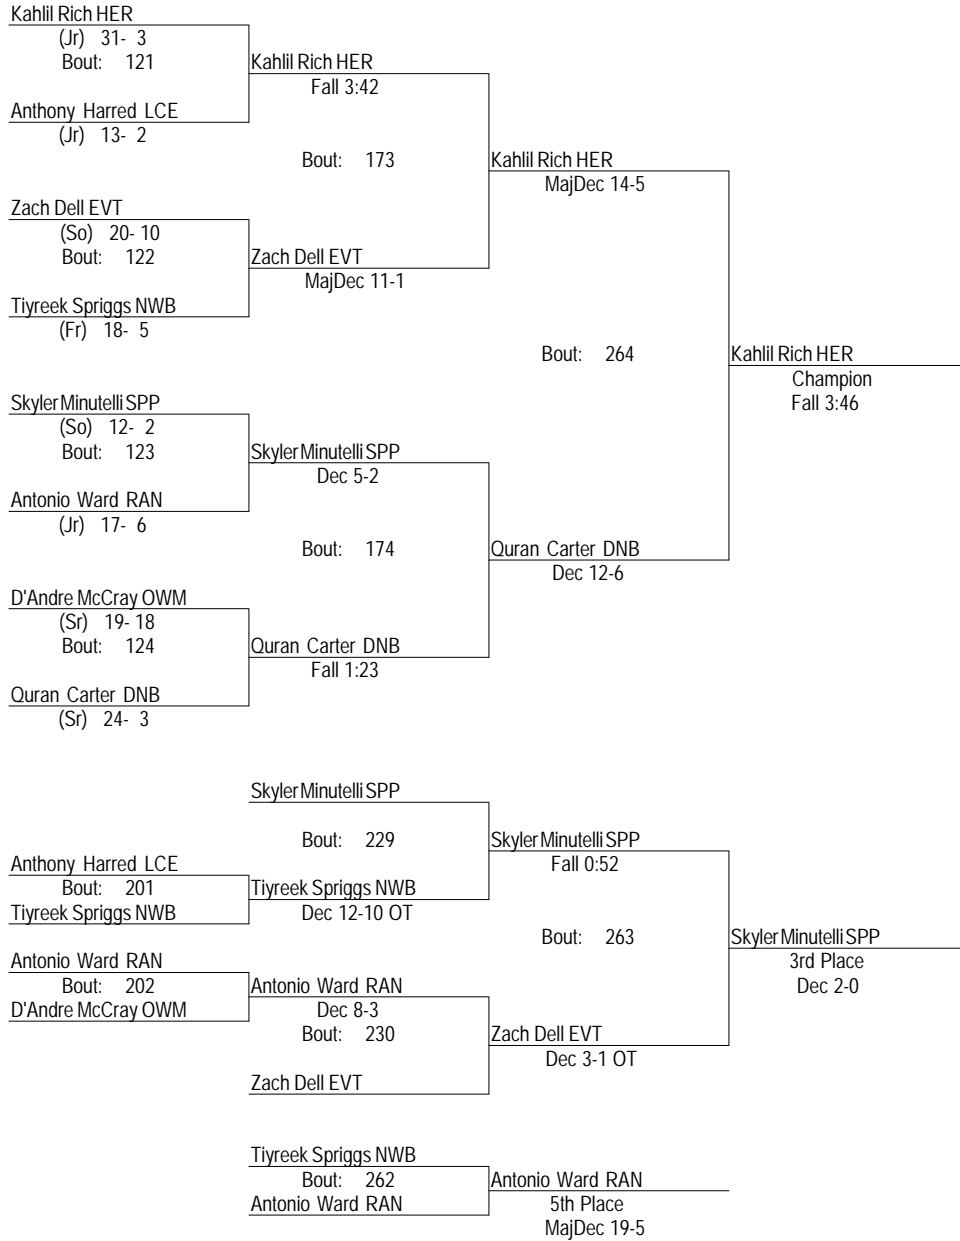 Kahlil Rich HER
(Jr) 31- 3
Bout: 121
Kahlil Rich HER
Fall 3:42
Anthony Harred LCE
(Jr) 13- 2
Bout: 173
Kahlil Rich HER
MajDec 14-5
Zach Dell EVT
(So) 20- 10
Bout: 122
Zach Dell EVT
MajDec 11-1
Tiyreek Spriggs NWB
(Fr) 18- 5
Bout: 264
Kahlil Rich HER
Champion
Fall 3:46
Skyler Minutelli SPP
(So) 12- 2
Bout: 123
Skyler Minutelli SPP
Dec 5-2
Antonio Ward RAN
(Jr) 17- 6
Bout: 174
Quran Carter DNB
Dec 12-6
D'Andre McCray OWM
(Sr) 19- 18
Bout: 124
Quran Carter DNB
Fall 1:23
Quran Carter DNB
(Sr) 24- 3
Skyler Minutelli SPP
Bout: 229
Skyler Minutelli SPP
Fall 0:52
Anthony Harred LCE
Bout: 201
Tiyreek Spriggs NWB
Tiyreek Spriggs NWB
Dec 12-10 OT
Bout: 263
Skyler Minutelli SPP
3rd Place
Dec 2-0
Antonio Ward RAN
Bout: 202
D'Andre McCray OWM
Antonio Ward RAN
Dec 8-3
Bout: 230
Zach Dell EVT
Dec 3-1 OT
Zach Dell EVT
Tiyreek Spriggs NWB
Bout: 262
Antonio Ward RAN
Antonio Ward RAN
5th Place
MajDec 19-5